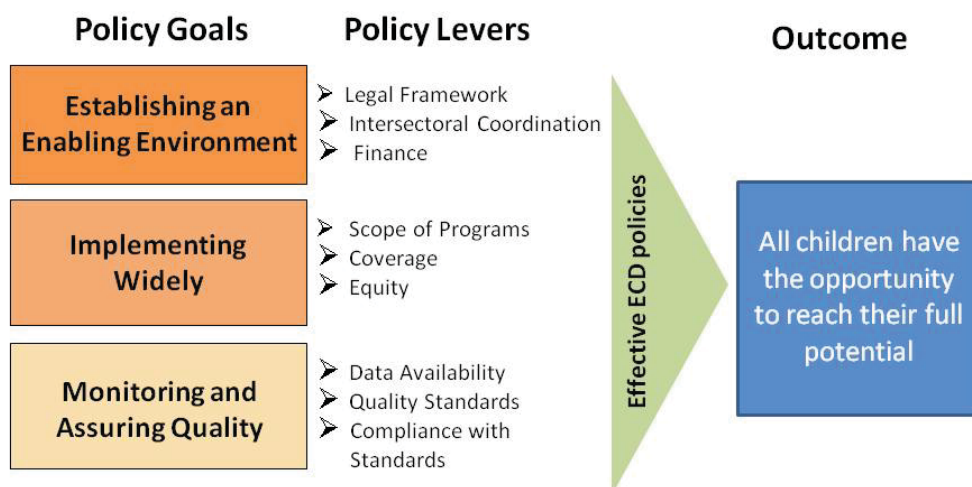 Policy Goals
Policy Levers
Outcome
Establishing an
Enabling Environment
➢ Legal Framework
➢ Intersectoral Coordination
➢ Finance
Implementing
Widely
➢ Scope of Programs
➢ Coverage
➢ Equity
Monitoring and
Assuring Quality
➢ Data Availability
➢ Quality Standards
➢ Compliance with
Standards
Effective ECD policies
All children have
the opportunity
to reach their full
potential